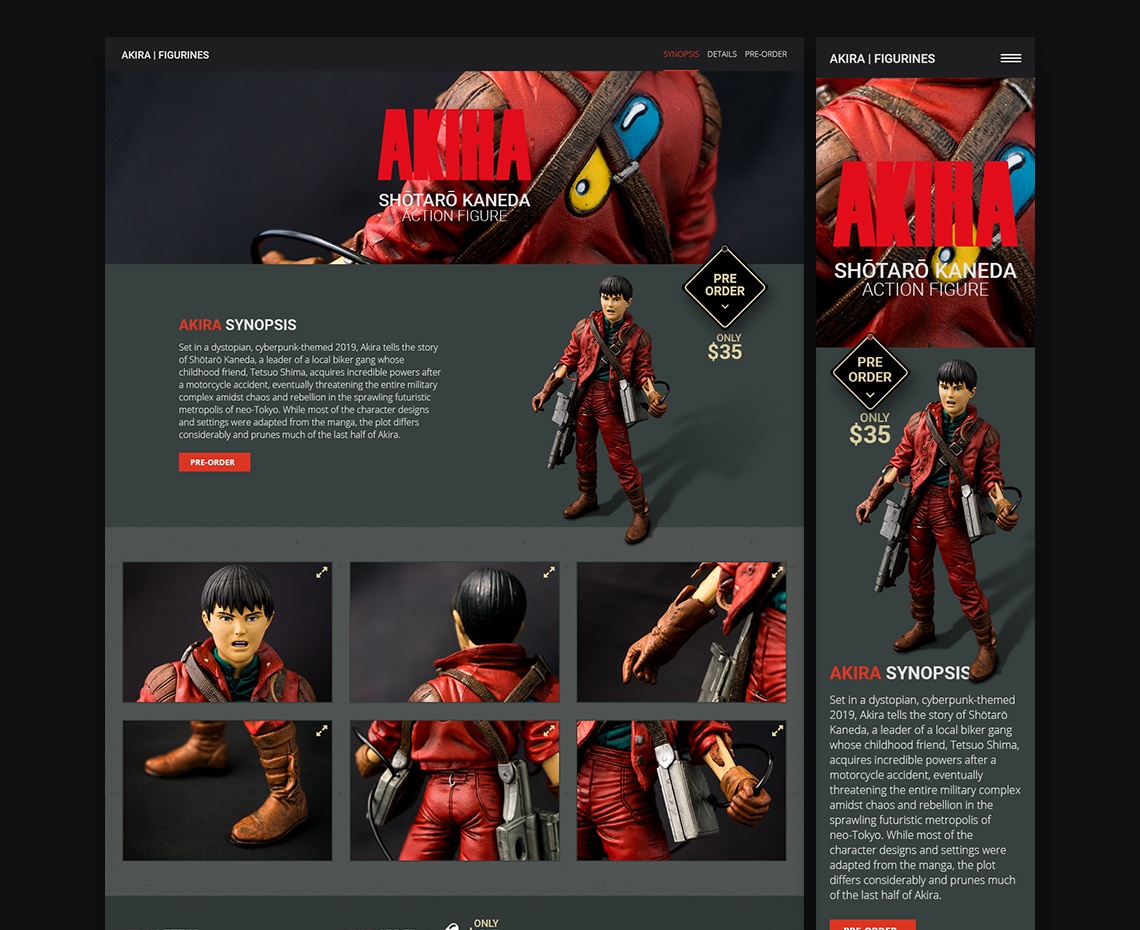 AKIRA | FIGURINES
SYNOPSIS DETAILS PRE-ORDER
AKIRA
SHŌTARŌ KANEDA
ACTION FIGURE
PRE
ORDER
ONLY
$35
AKIRA SYNOPSIS
Set in a dystopian, cyberpunk-themed 2019, Akira tells the story
of Shōtarō Kaneda, a leader of a local biker gang whose
childhood friend, Tetsuo Shima, acquires incredible powers after
a motorcycle accident, eventually threatening the entire military
complex amidst chaos and rebellion in the sprawling futuristic
metropolis of neo-Tokyo. While most of the character designs
and settings were adapted from the manga, the plot differs
considerably and prunes much of the last half of Akira.
PRE-ORDER
ONLY
AKIRA | FIGURINES
AKIRA
SHŌTARŌ KANEDA
ACTION FIGURE
PRE
ORDER
ONLY
$35
AKIRA SYNOPSIS
Set in a dystopian, cyberpunk-themed
2019, Akira tells the story of Shōtarō
Kaneda, a leader of a local biker gang
whose childhood friend, Tetsuo Shima,
acquires incredible powers after a
motorcycle accident, eventually
threatening the entire military complex
amidst chaos and rebellion in the
sprawling futuristic metropolis of
neo-Tokyo. While most of the
character designs and settings were
adapted from the manga, the plot
differs considerably and prunes much
of the last half of Akira.
PRE-ORDER